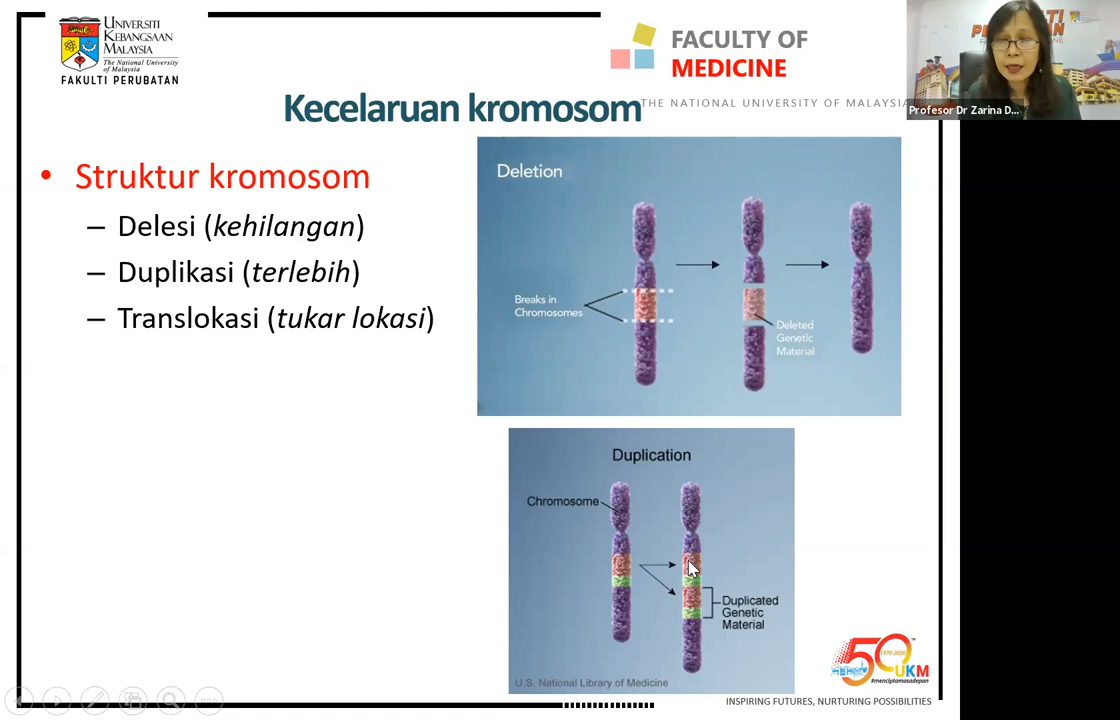 UNIVERSITI
KEBANGSAAN
MALAYSIA
The National University
of Malaysia
FAKULTI PERUBATAN
FACULTY OF
MEDICINE
THE NATIONAL UNIVERSITY OF MALAYSIA
Profesor Dr Zarina D...
Kecelaruan kromosom
• Struktur kromosom
– Delesi (kehilangan)
– Duplikasi (terlebih)
– Translokasi (tukar lokasi)
Deletion
Breaks in
Chromosomes
Deleted
Genetic
Material
Duplication
Chromosome
Duplicated
Genetic
Material
U.S. National Library of Medicine
50
1970-2020
UKM
#menciptamasadepan
INSPIRING FUTURES, NURTURING POSSIBILITIES